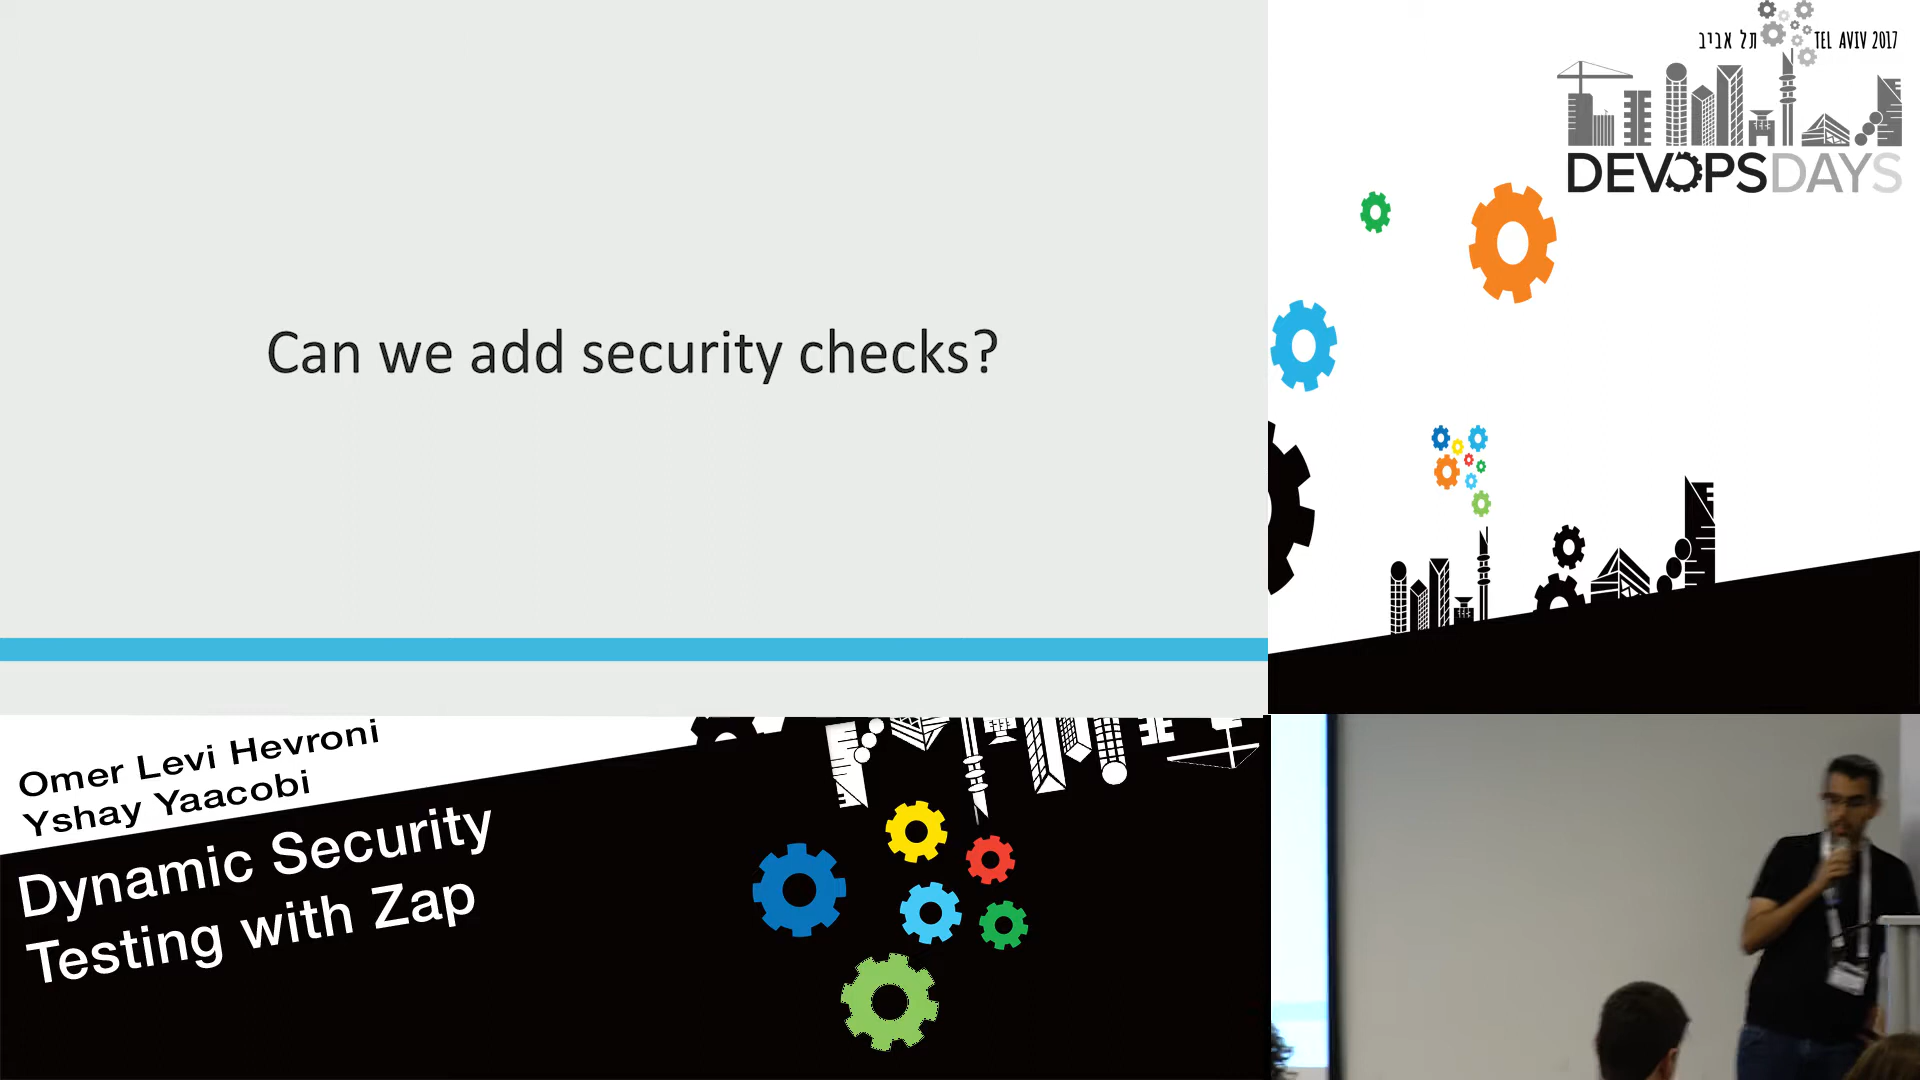 Can we add security checks?
תל אביב TEL AVIV 2017
DEVOPSDAYS
Omer Levi Hevroni
Yshay Yaacobi
Dynamic Security
Testing with Zap